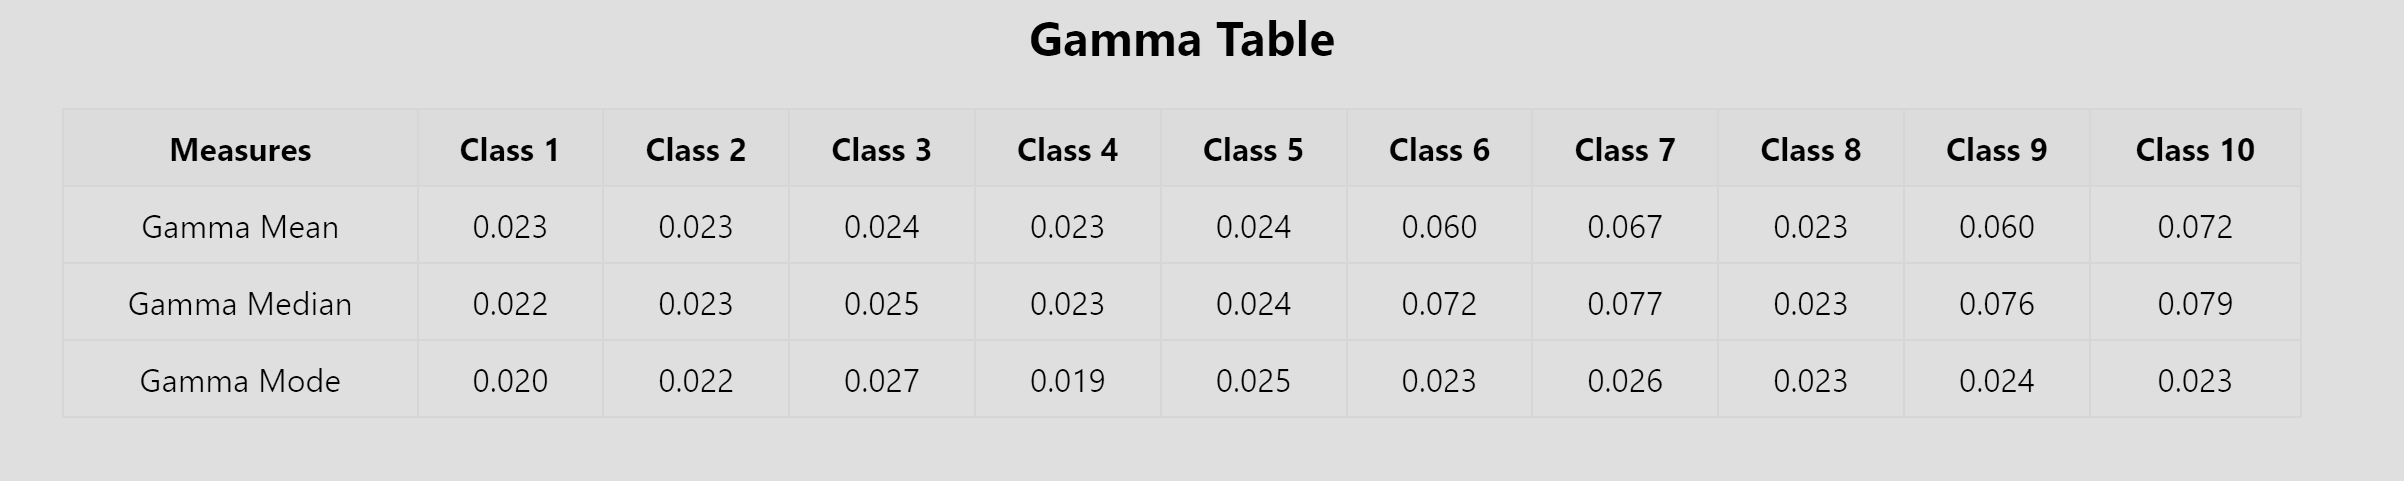 Gamma Table
Measures Class 1 Class 2 Class 3 Class 4 Class 5 Class 6 Class 7 Class 8 Class 9 Class 10
Gamma Mean 0.023 0.023 0.024 0.023 0.024 0.060 0.067 0.023 0.060 0.072
Gamma Median 0.022 0.023 0.025 0.023 0.024 0.072 0.077 0.023 0.076 0.079
Gamma Mode 0.020 0.022 0.027 0.019 0.025 0.023 0.026 0.023 0.024 0.023